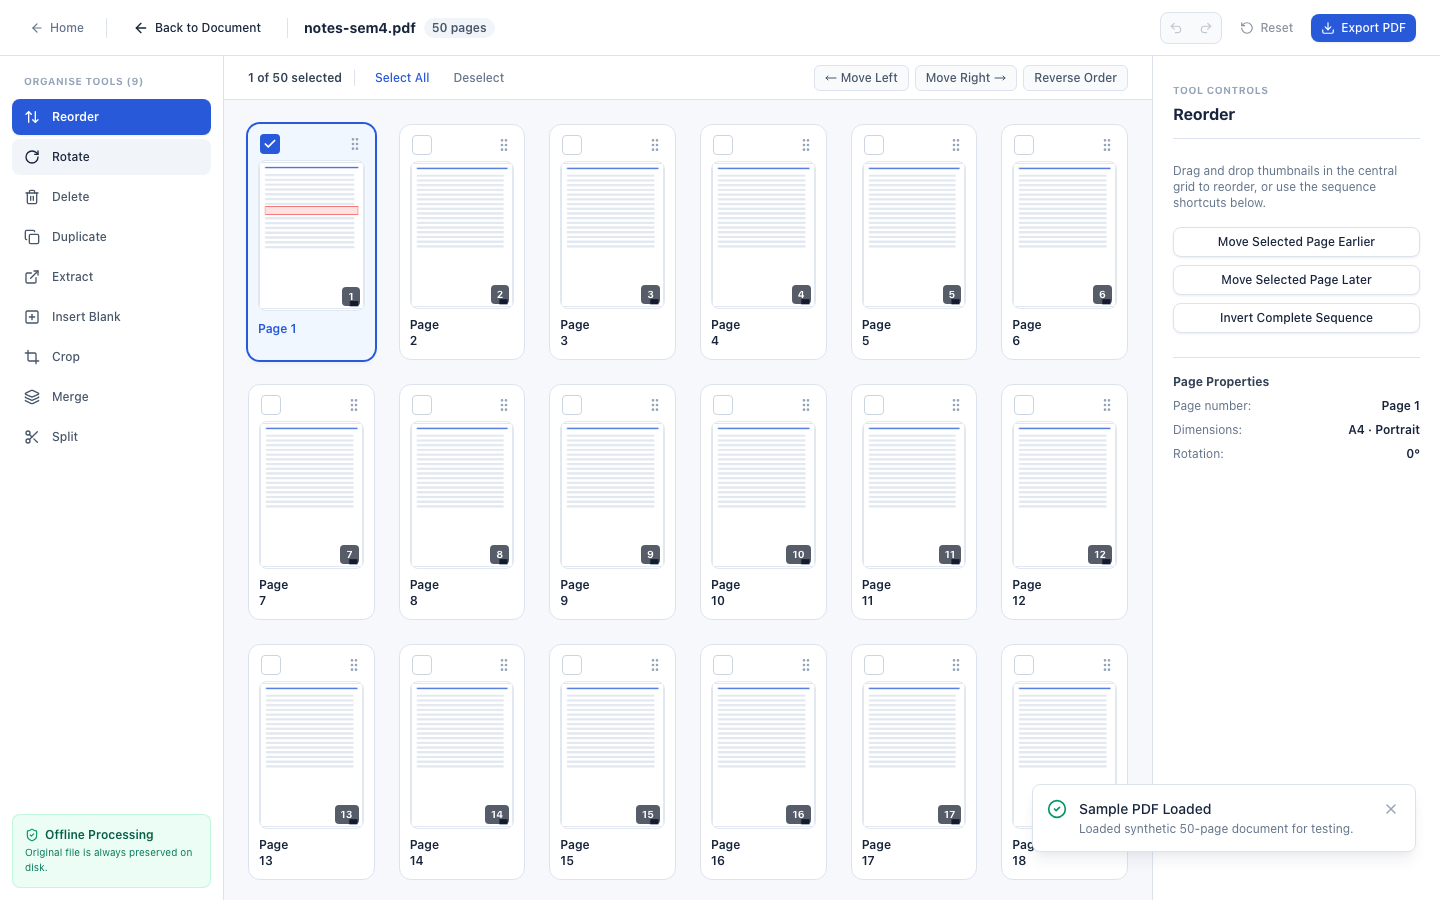 Home
Back to Document
notes-sem4.pdf
50 pages
Reset
Export PDF
ORGANISE TOOLS (9)
Reorder
Rotate
Delete
Duplicate
Extract
Insert Blank
Crop
Merge
Split
Offline Processing
Original file is always preserved on
disk.
1 of 50 selected
Select All
Deselect
← Move Left
Move Right →
Reverse Order
1
Page 1
2
Page
2
3
Page
3
4
Page
4
5
Page
5
6
Page
6
7
Page
7
8
Page
8
9
Page
9
10
Page
10
11
Page
11
12
Page
12
13
Page
13
14
Page
14
15
Page
15
16
Page
16
17
Page
17
Page
18
TOOL CONTROLS
Reorder
Drag and drop thumbnails in the central
grid to reorder, or use the sequence
shortcuts below.
Move Selected Page Earlier
Move Selected Page Later
Invert Complete Sequence
Page Properties
Page number: Page 1
Dimensions: A4 · Portrait
Rotation: 0°
Sample PDF Loaded
Loaded synthetic 50-page document for testing.